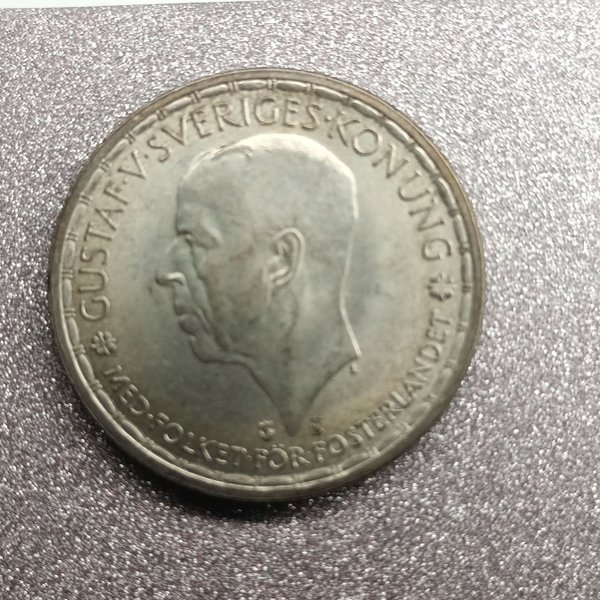 GUSTAF·V·SVERIGES·KONUNG
MED·FOLKET·FÖR·FOSTERLANDET
G